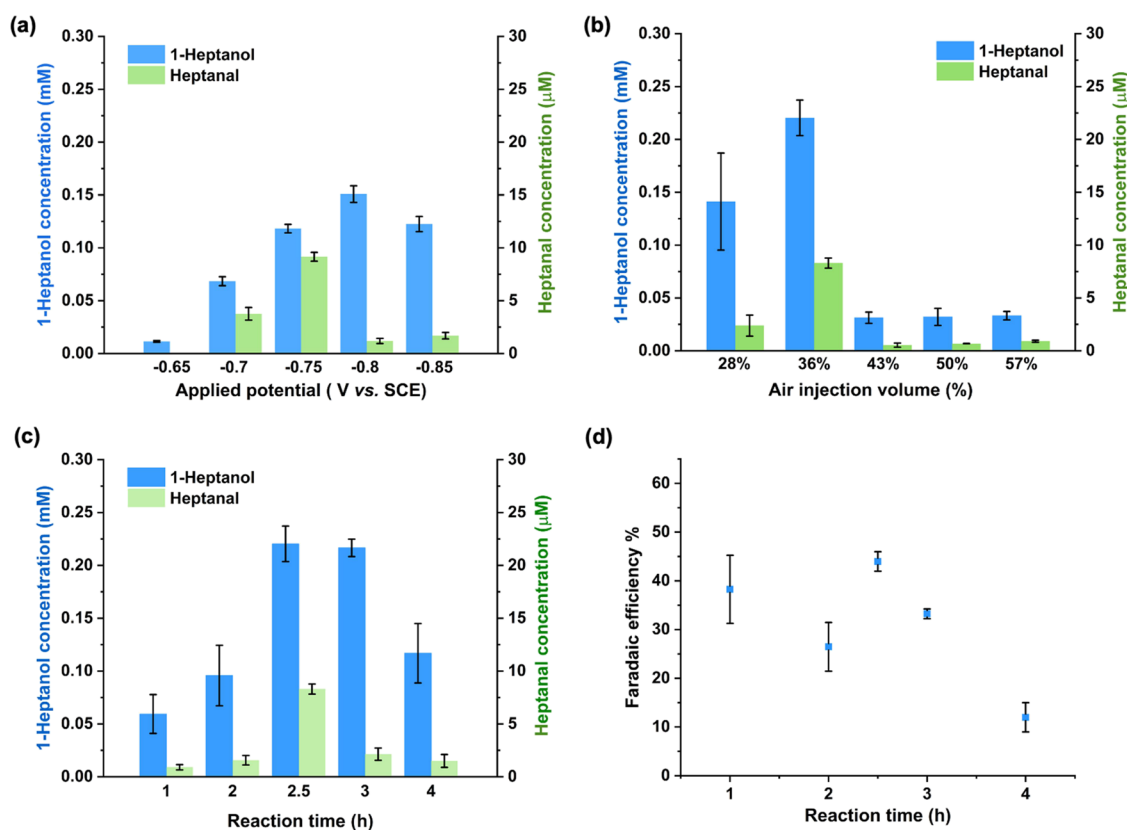 (a)
1-Heptanol
Heptanal
0.30
0.25
0.20
0.15
0.10
0.05
0.00
1-Heptanol concentration (mM)
30
25
20
15
10
5
0
Heptanal concentration (μM)
-0.65 -0.7 -0.75 -0.8 -0.85
Applied potential ( V vs. SCE)
(b)
1-Heptanol
Heptanal
0.30
0.25
0.20
0.15
0.10
0.05
0.00
1-Heptanol concentration (mM)
30
25
20
15
10
5
0
Heptanal concentration (μM)
28% 36% 43% 50% 57%
Air injection volume (%)
(c)
1-Heptanol
Heptanal
0.30
0.25
0.20
0.15
0.10
0.05
0.00
1-Heptanol concentration (mM)
30
25
20
15
10
5
0
Heptanal concentration (μM)
1 2 2.5 3 4
Reaction time (h)
(d)
60
50
40
30
20
10
0
Faradaic efficiency %
1 2 3 4
Reaction time (h)